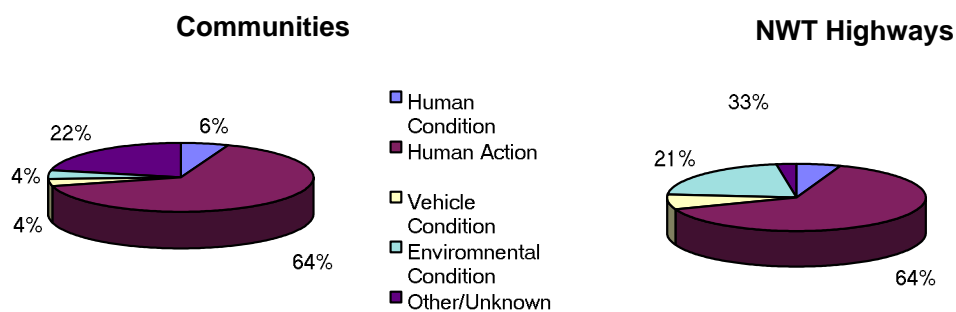 Communities
22%
6%
4%
4%
64%
Human
Condition
Human Action
Vehicle
Condition
Enviromnental
Condition
Other/Unknown
NWT Highways
33%
21%
64%